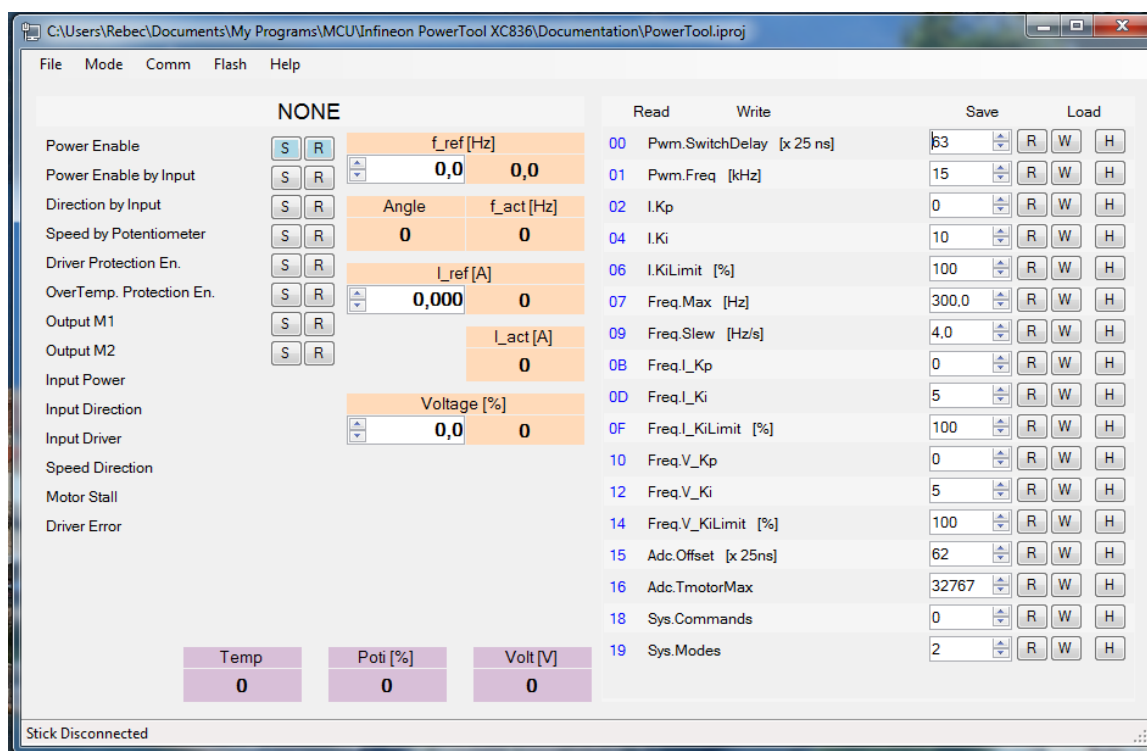 C:\Users\Rebec\Documents\My Programs\MCU\Infineon PowerTool XC836\Documentation\PowerTool.iproj
File Mode Comm Flash Help
NONE
Power Enable S R
Power Enable by Input S R
Direction by Input S R
Speed by Potentiometer S R
Driver Protection En. S R
OverTemp. Protection En. S R
Output M1 S R
Output M2 S R
Input Power
Input Direction
Input Driver
Speed Direction
Motor Stall
Driver Error
f_ref [Hz]
0,0 0,0
Angle f_act [Hz]
0 0
I_ref [A]
0,000 0
I_act [A]
0
Voltage [%]
0,0 0
Temp Poti [%] Volt [V]
0 0 0
Read Write Save Load
00 Pwm.SwitchDelay [x 25 ns] 63 R W H
01 Pwm.Freq [kHz] 15 R W H
02 I.Kp 0 R W H
04 I.Ki 10 R W H
06 I.KiLimit [%] 100 R W H
07 Freq.Max [Hz] 300,0 R W H
09 Freq.Slew [Hz/s] 4,0 R W H
0B Freq.I_Kp 0 R W H
0D Freq.I_Ki 5 R W H
0F Freq.I_KiLimit [%] 100 R W H
10 Freq.V_Kp 0 R W H
12 Freq.V_Ki 5 R W H
14 Freq.V_KiLimit [%] 100 R W H
15 Adc.Offset [x 25ns] 62 R W H
16 Adc.TmotorMax 32767 R W H
18 Sys.Commands 0 R W H
19 Sys.Modes 2 R W H
Stick Disconnected